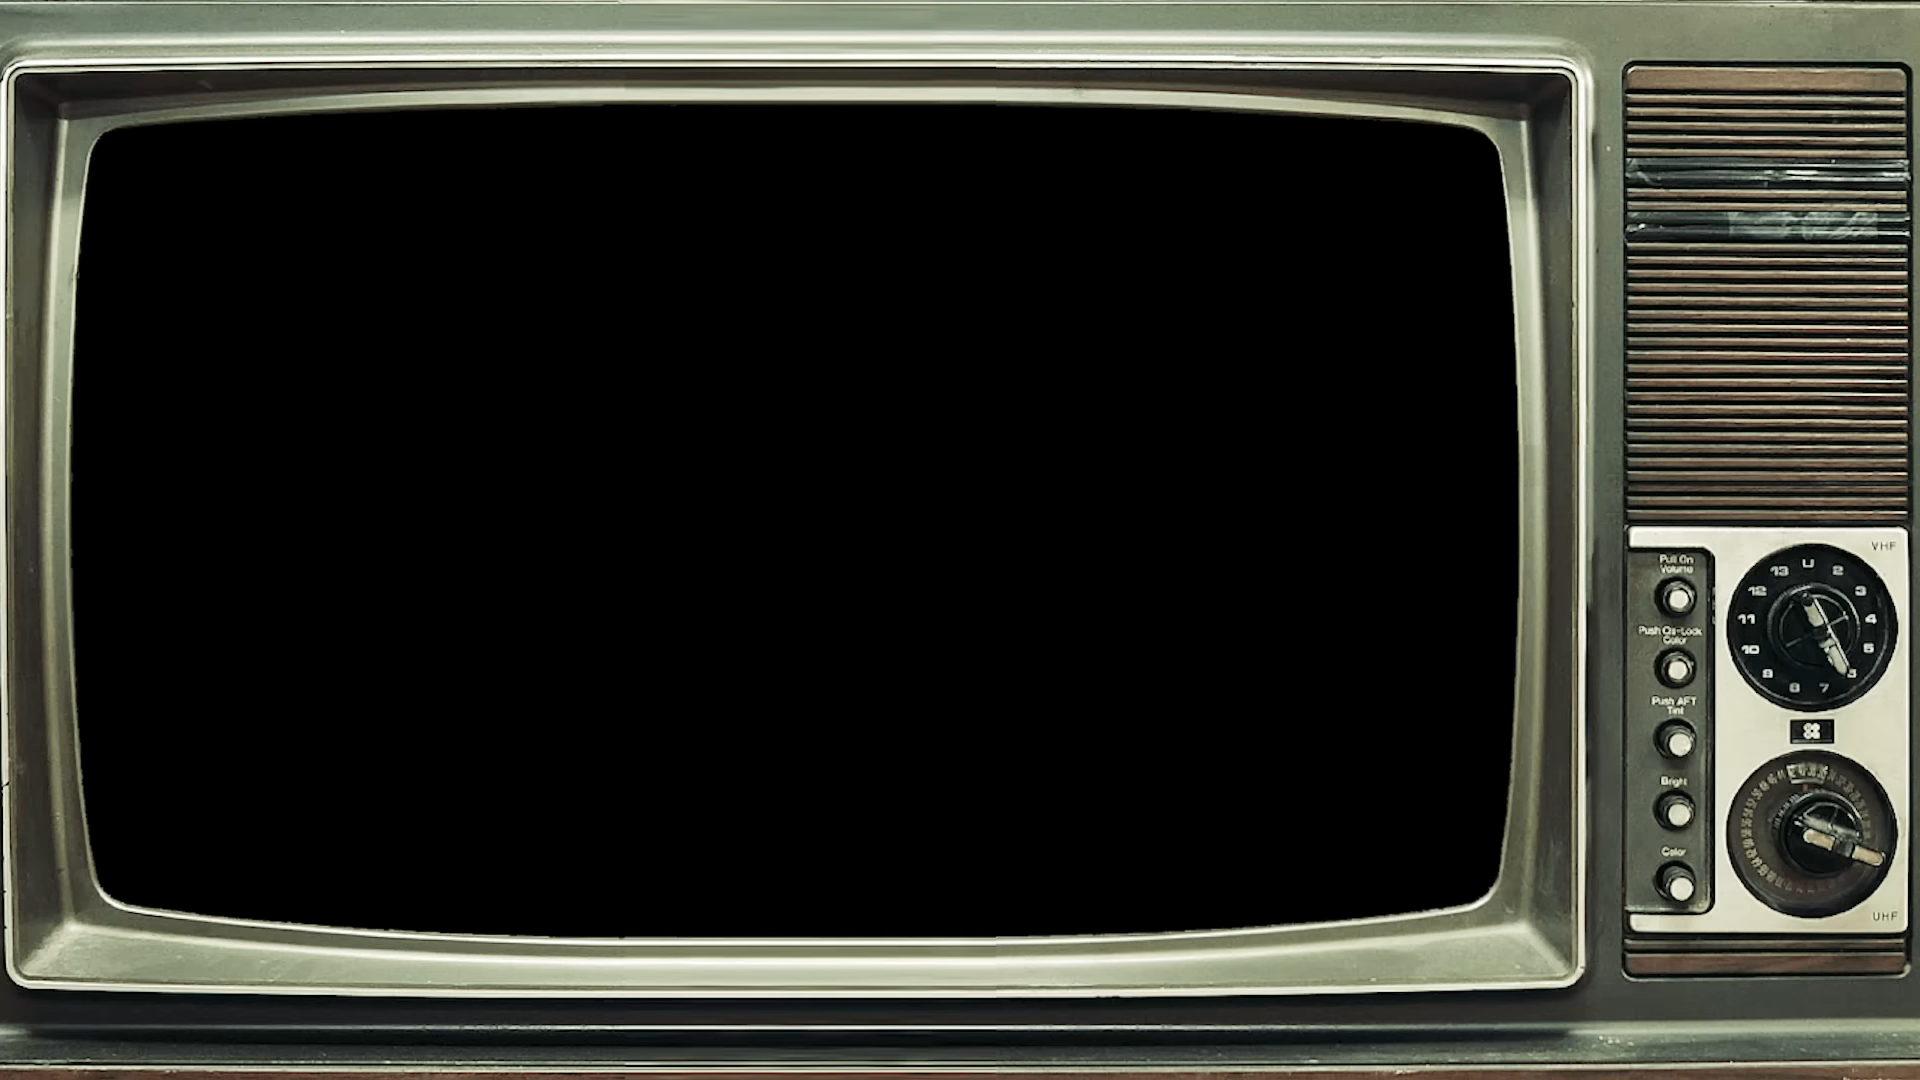 VHF
Pull On
Volume
U
2
3
4
5
7
8
9
10
11
12
13
Push On-Lock
Color
Push AFT
Tint
Bright
Color
UHF